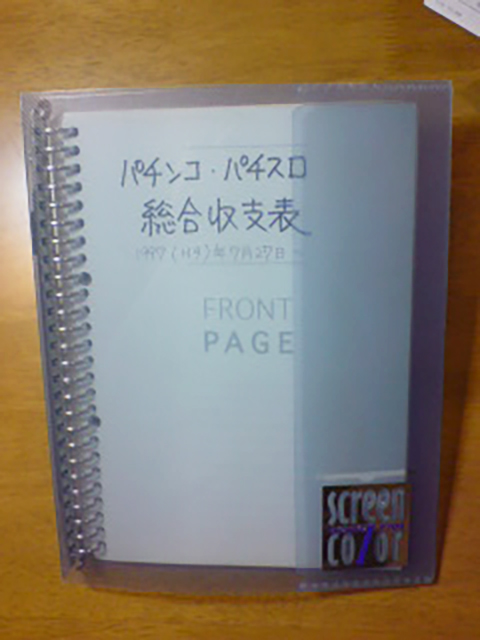 パチンコ・パチスロ
総合収支表
1997(H9)年7月27日~
FRONT
PAGE
screen
color